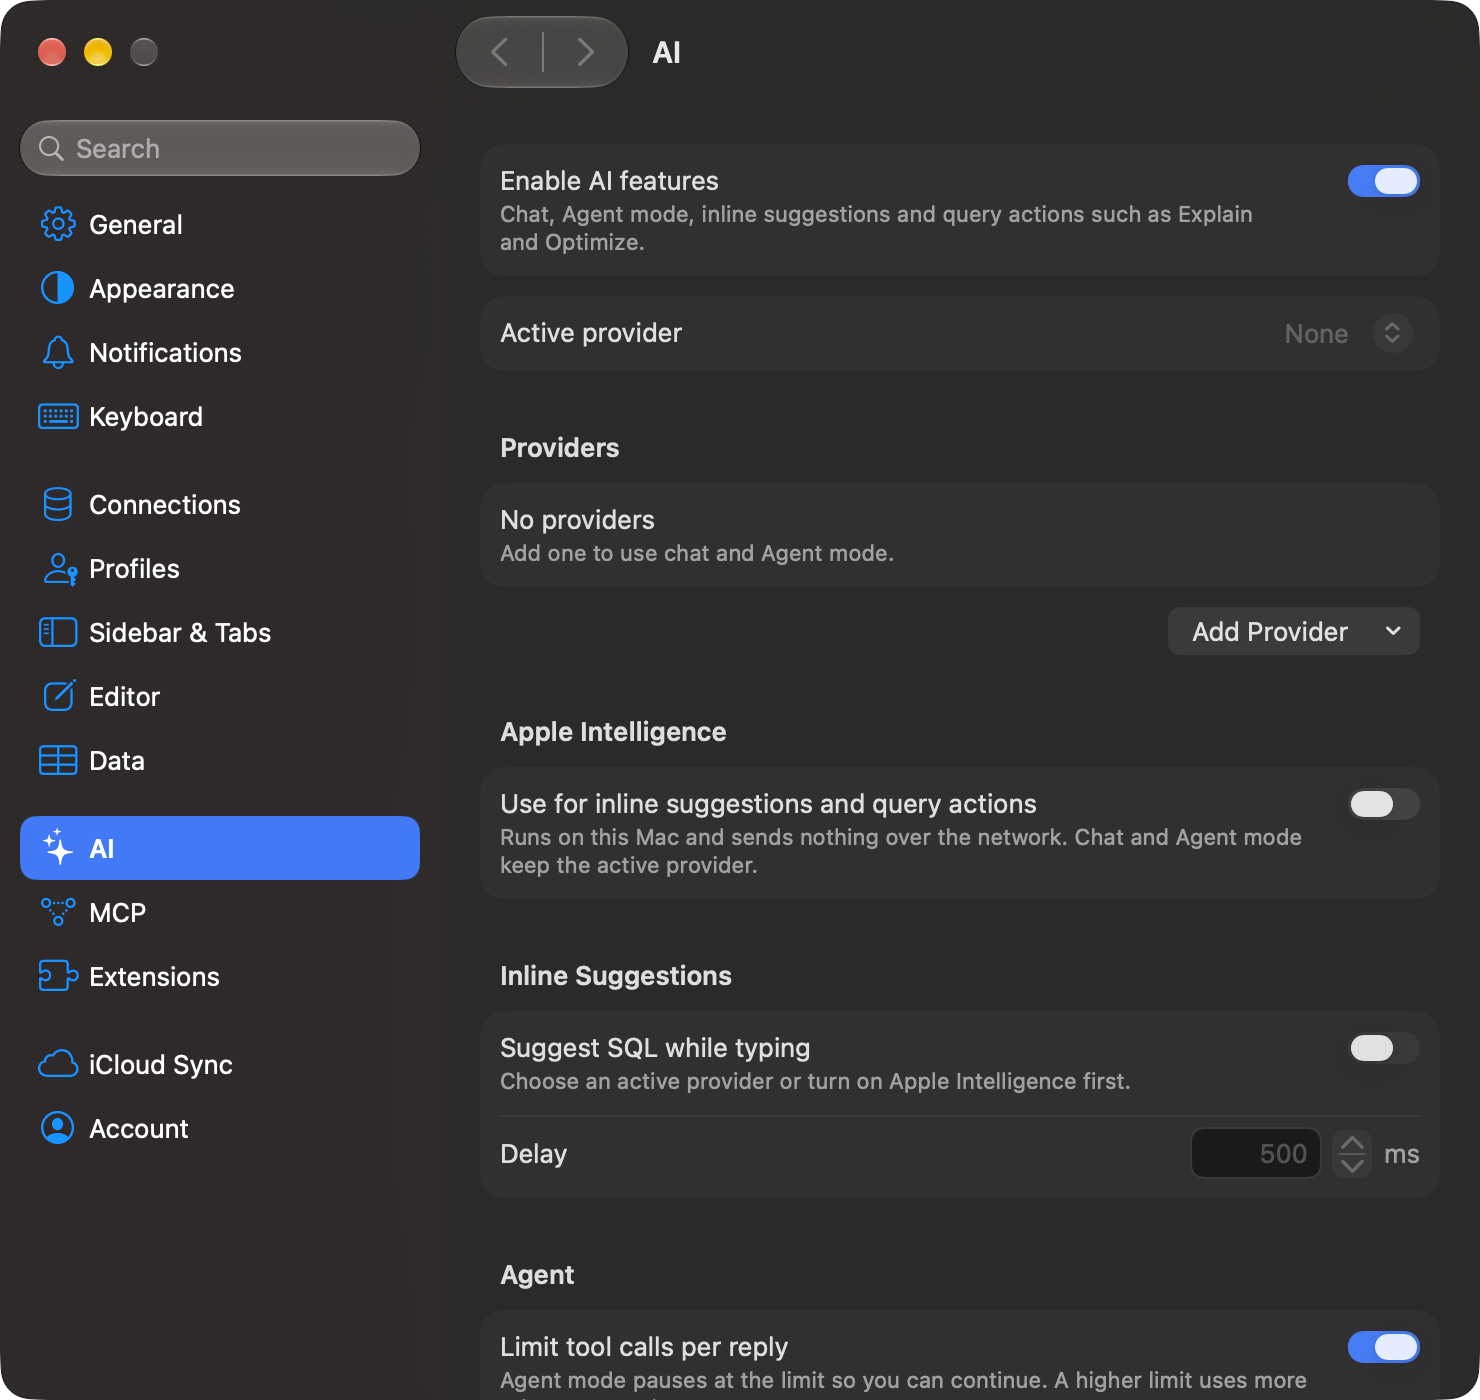 AI
Search
General
Appearance
Notifications
Keyboard
Connections
Profiles
Sidebar & Tabs
Editor
Data
AI
MCP
Extensions
iCloud Sync
Account
Enable AI features
Chat, Agent mode, inline suggestions and query actions such as Explain
and Optimize.
Active provider None
Providers
No providers
Add one to use chat and Agent mode.
Add Provider
Apple Intelligence
Use for inline suggestions and query actions
Runs on this Mac and sends nothing over the network. Chat and Agent mode
keep the active provider.
Inline Suggestions
Suggest SQL while typing
Choose an active provider or turn on Apple Intelligence first.
Delay 500 ms
Agent
Limit tool calls per reply
Agent mode pauses at the limit so you can continue. A higher limit uses more